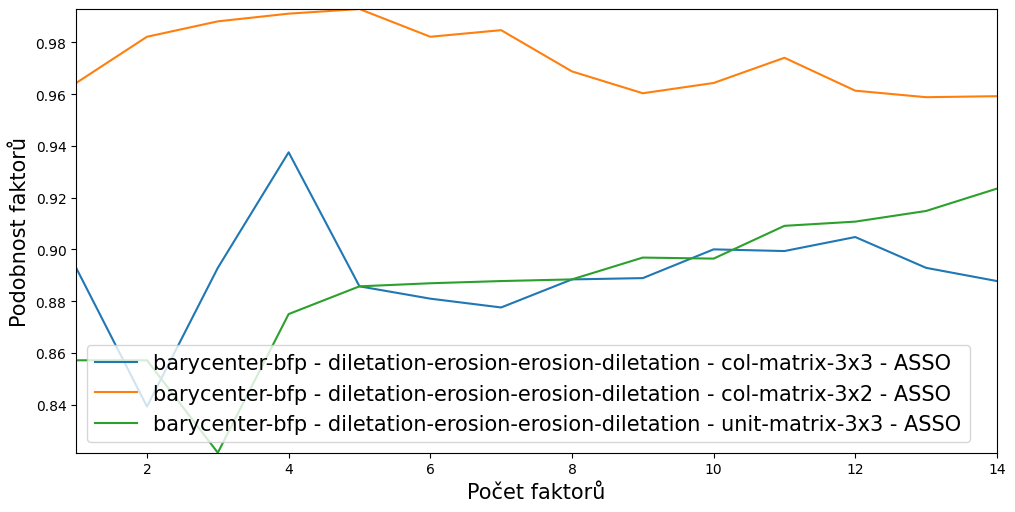 0.98
0.96
0.94
0.92
0.90
0.88
0.86
0.84
Podobnost faktorů
barycenter-bfp - diletation-erosion-erosion-diletation - col-matrix-3x3 - ASSO
barycenter-bfp - diletation-erosion-erosion-diletation - col-matrix-3x2 - ASSO
barycenter-bfp - diletation-erosion-erosion-diletation - unit-matrix-3x3 - ASSO
2 4 6 8 10 12 14
Počet faktorů